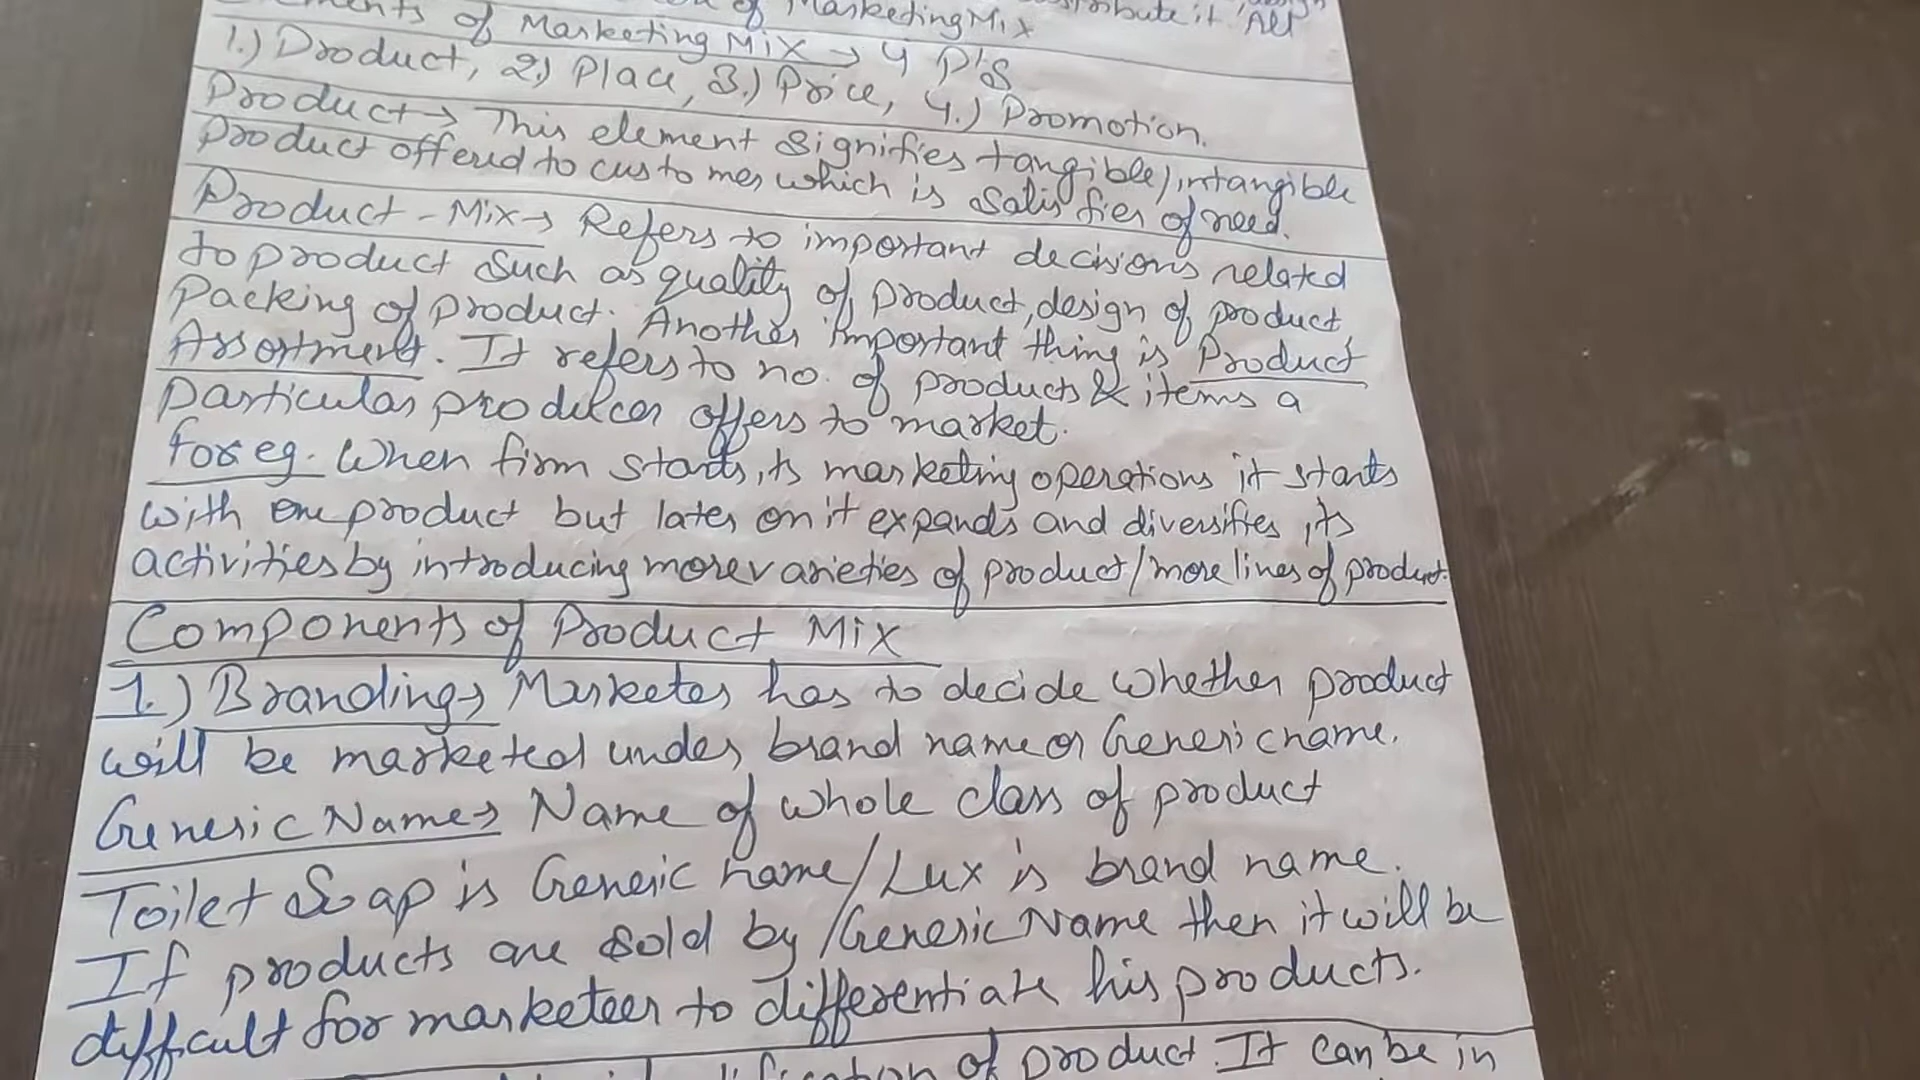 of Marketing Mix distribute it. All
Elements of Marketing Mix → 4 P's
1.) Product, 2.) Place, 3.) Price, 4.) Promotion.
Product → This element signifies tangible/intangible
product offered to customer which is satisfies of need.
Product - Mix → Refers to important decisions related
to product such as quality of product, design of product,
Packing of product. Another important thing is Product
Assortment. It refers to no. of products & items a
particular producer offers to market.
for eg. When firm starts its marketing operations it starts
with one product but later on it expands and diversifies its
activities by introducing more varieties of product/more lines of product.
Components of Product Mix
1.) Branding → Marketer has to decide whether product
will be marketed under brand name or Generic name.
Generic Name → Name of whole class of product
Toilet Soap is Generic name/Lux is brand name.
If products are sold by Generic Name then it will be
difficult for marketeer to differentiate his products.
of product. It can be in